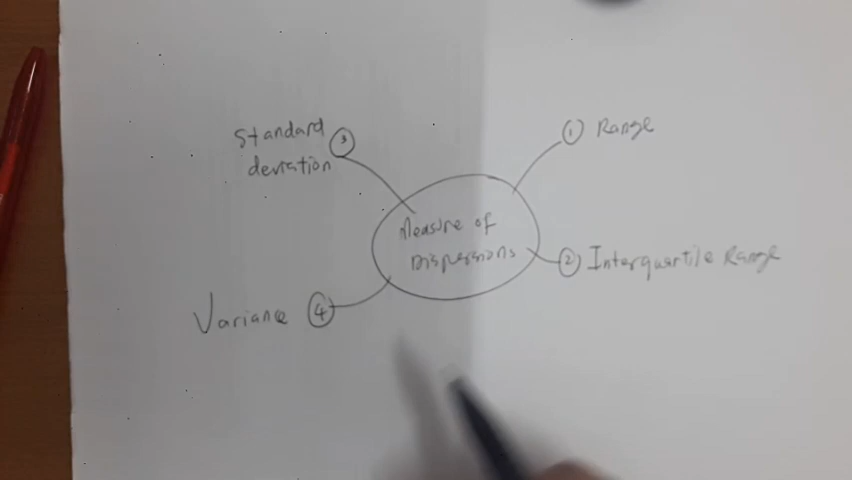 Standard
deviation
③
① Range
Measure of
Dispersions
② Interquartile Range
Variance ④